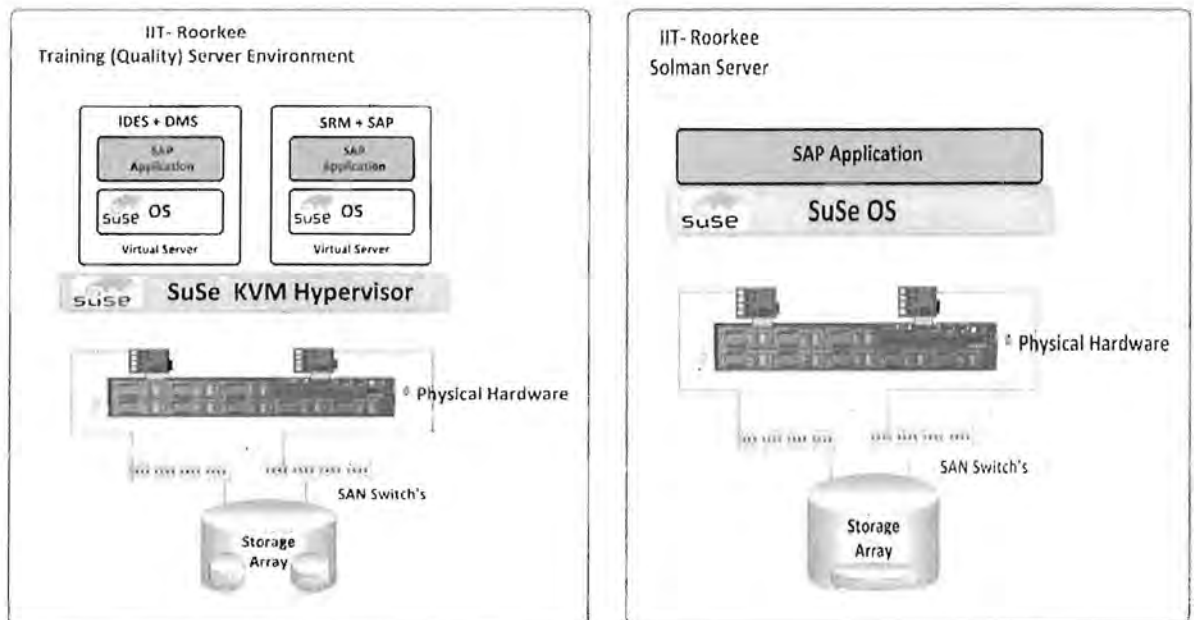 IIT- Roorkee
Training (Quality) Server Environment
IDES + DMS
SAP
Application
SuSe OS
Virtual Server
SRM + SAP
SAP
Application
SuSe OS
Virtual Server
SuSe SuSe KVM Hypervisor
Physical Hardware
SAN Switch's
Storage
Array
IIT- Roorkee
Solman Server
SAP Application
SuSe SuSe OS
Physical Hardware
SAN Switch's
Storage
Array